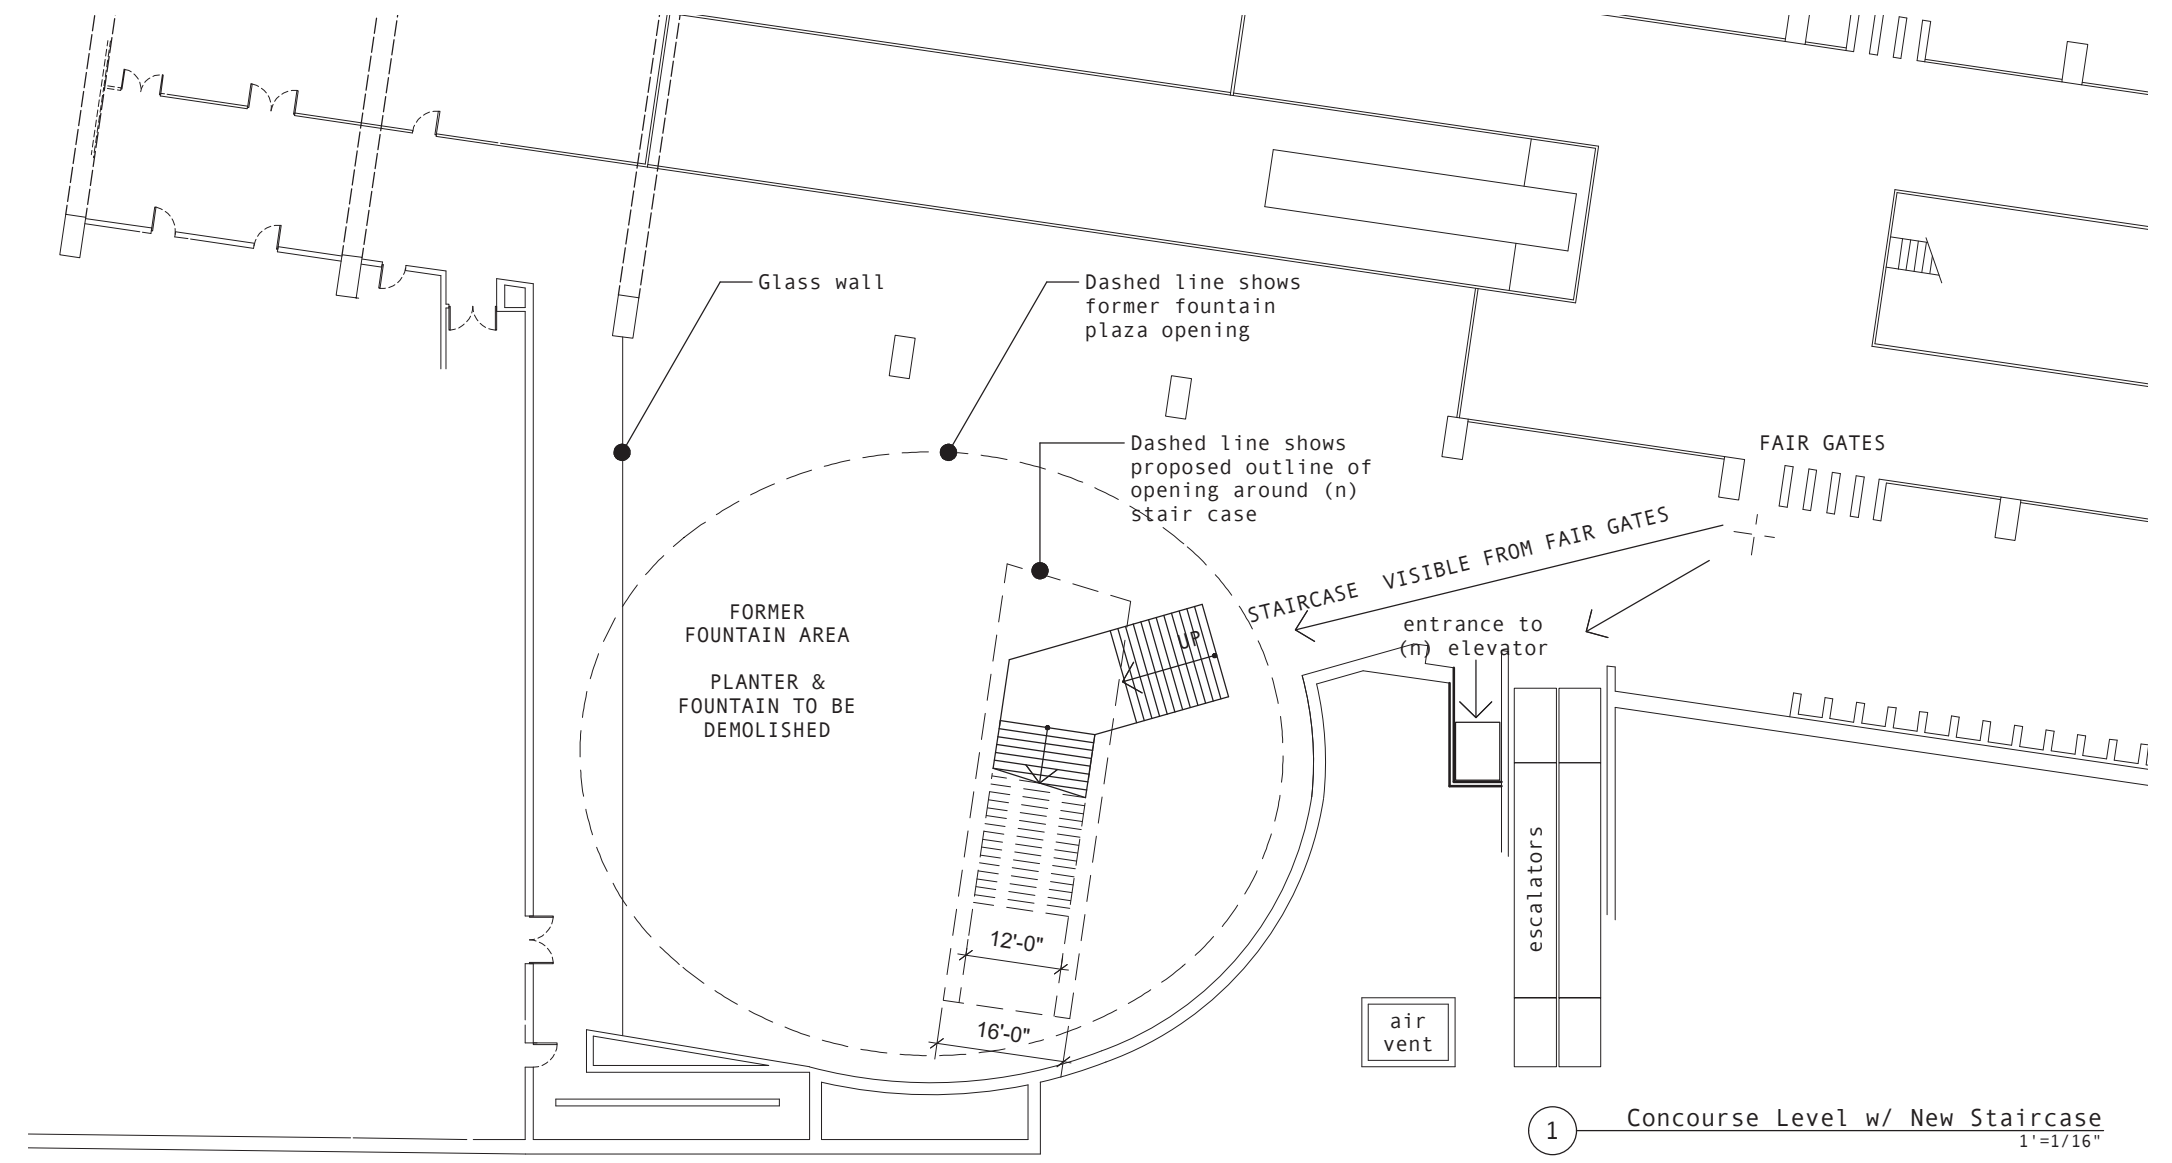 Glass wall
Dashed line shows
former fountain
plaza opening
Dashed line shows
proposed outline of
opening around (n)
stair case
FAIR GATES
STAIRCASE VISIBLE FROM FAIR GATES
FORMER
FOUNTAIN AREA
PLANTER &
FOUNTAIN TO BE
DEMOLISHED
UP
entrance to
(n) elevator
escalators
12'-0"
16'-0"
air
vent
1
Concourse Level w/ New Staircase
1'=1/16"